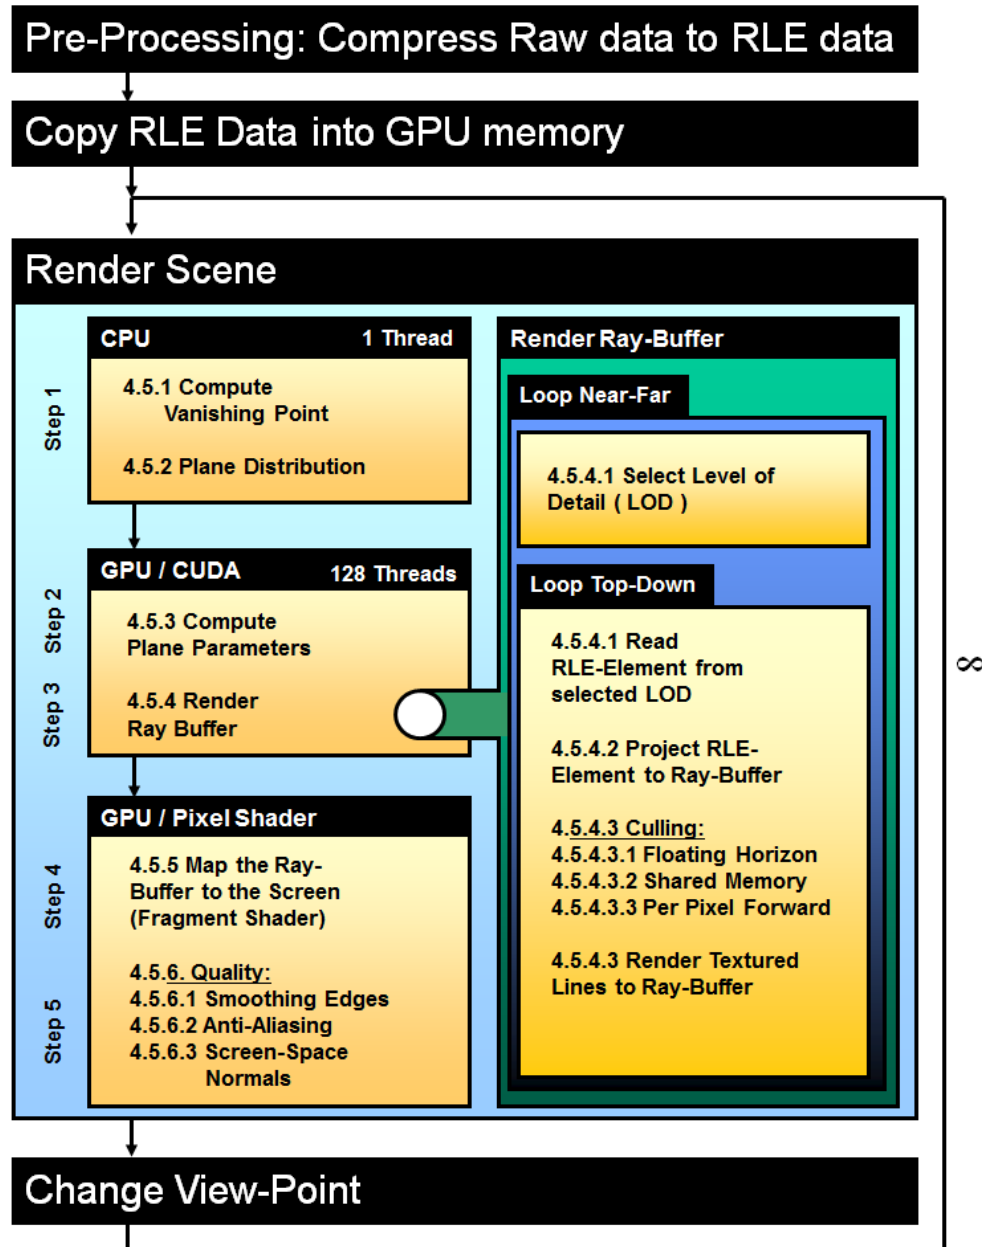 Pre-Processing: Compress Raw data to RLE data
Copy RLE Data into GPU memory
Render Scene
Step 1
CPU 1 Thread
4.5.1 Compute
Vanishing Point
4.5.2 Plane Distribution
Step 2
Step 3
GPU / CUDA 128 Threads
4.5.3 Compute
Plane Parameters
4.5.4 Render
Ray Buffer
Step 4
Step 5
GPU / Pixel Shader
4.5.5 Map the Ray-
Buffer to the Screen
(Fragment Shader)
4.5.6. Quality:
4.5.6.1 Smoothing Edges
4.5.6.2 Anti-Aliasing
4.5.6.3 Screen-Space
Normals
Render Ray-Buffer
Loop Near-Far
4.5.4.1 Select Level of
Detail ( LOD )
Loop Top-Down
4.5.4.1 Read
RLE-Element from
selected LOD
4.5.4.2 Project RLE-
Element to Ray-Buffer
4.5.4.3 Culling:
4.5.4.3.1 Floating Horizon
4.5.4.3.2 Shared Memory
4.5.4.3.3 Per Pixel Forward
4.5.4.3 Render Textured
Lines to Ray-Buffer
∞
Change View-Point